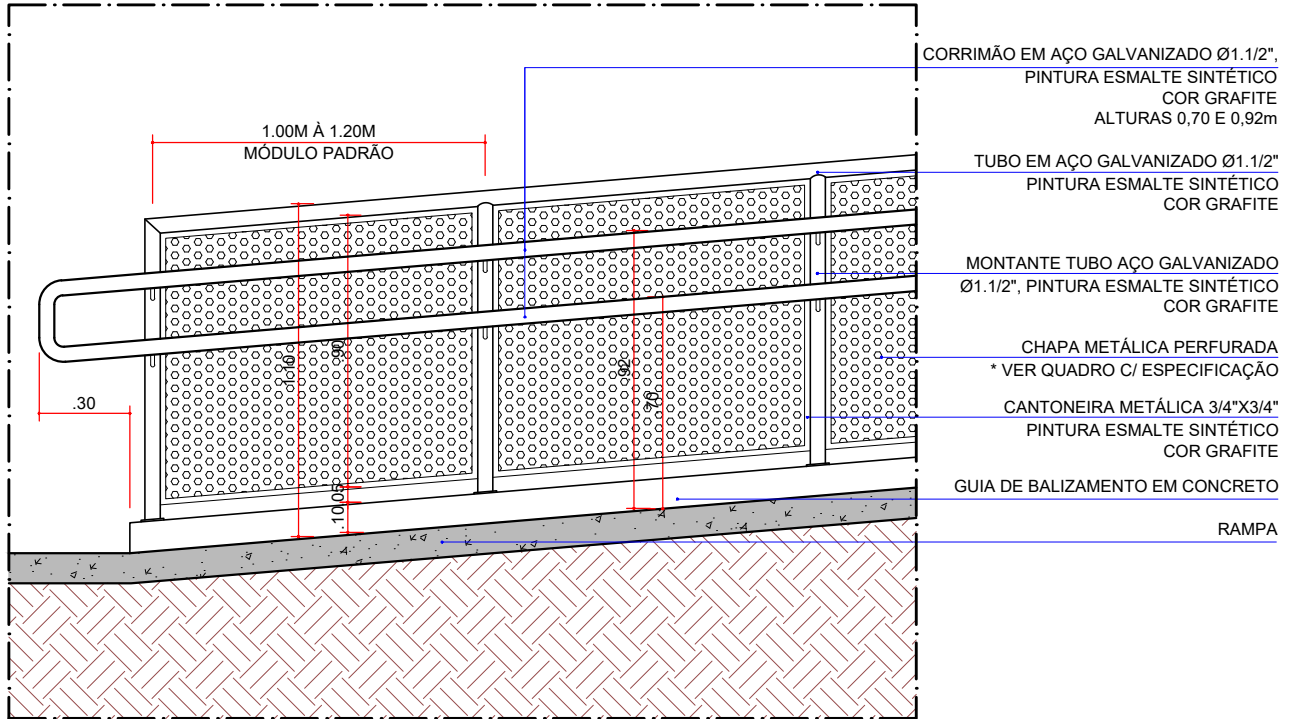 CORRIMÃO EM AÇO GALVANIZADO Ø1.1/2",
PINTURA ESMALTE SINTÉTICO
COR GRAFITE
ALTURAS 0,70 E 0,92m
1.00M À 1.20M
MÓDULO PADRÃO
TUBO EM AÇO GALVANIZADO Ø1.1/2"
PINTURA ESMALTE SINTÉTICO
COR GRAFITE
MONTANTE TUBO AÇO GALVANIZADO
Ø1.1/2", PINTURA ESMALTE SINTÉTICO
COR GRAFITE
CHAPA METÁLICA PERFURADA
* VER QUADRO C/ ESPECIFICAÇÃO
CANTONEIRA METÁLICA 3/4"X3/4"
PINTURA ESMALTE SINTÉTICO
COR GRAFITE
GUIA DE BALIZAMENTO EM CONCRETO
RAMPA
.30
1.10
.90
.05
.10
.92
.70